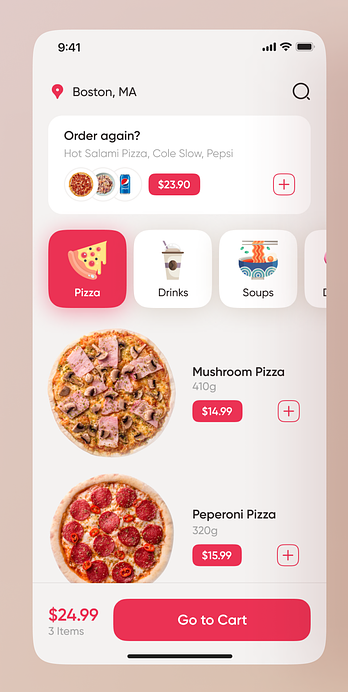 9:41
Boston, MA
Order again?
Hot Salami Pizza, Cole Slow, Pepsi
$23.90
Pizza
Drinks
Soups
D
Mushroom Pizza
410g
$14.99
Peperoni Pizza
320g
$15.99
$24.99
3 Items
Go to Cart